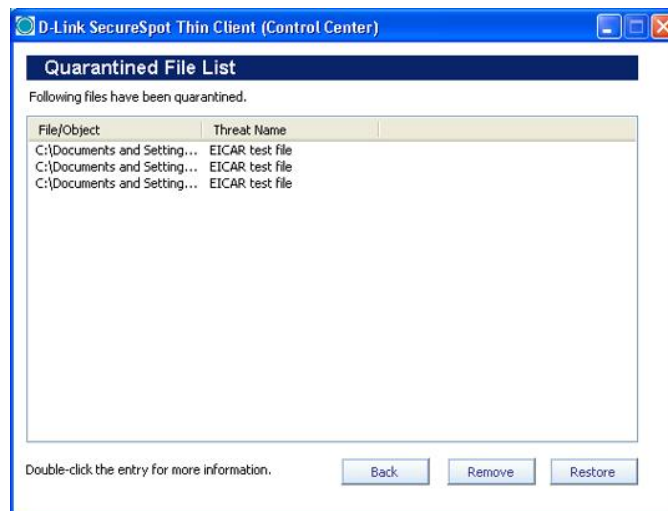 D-Link SecureSpot Thin Client (Control Center)
Quarantined File List
Following files have been quarantined.
File/Object Threat Name
C:\Documents and Setting... EICAR test file
C:\Documents and Setting... EICAR test file
C:\Documents and Setting... EICAR test file
Double-click the entry for more information. Back Remove Restore